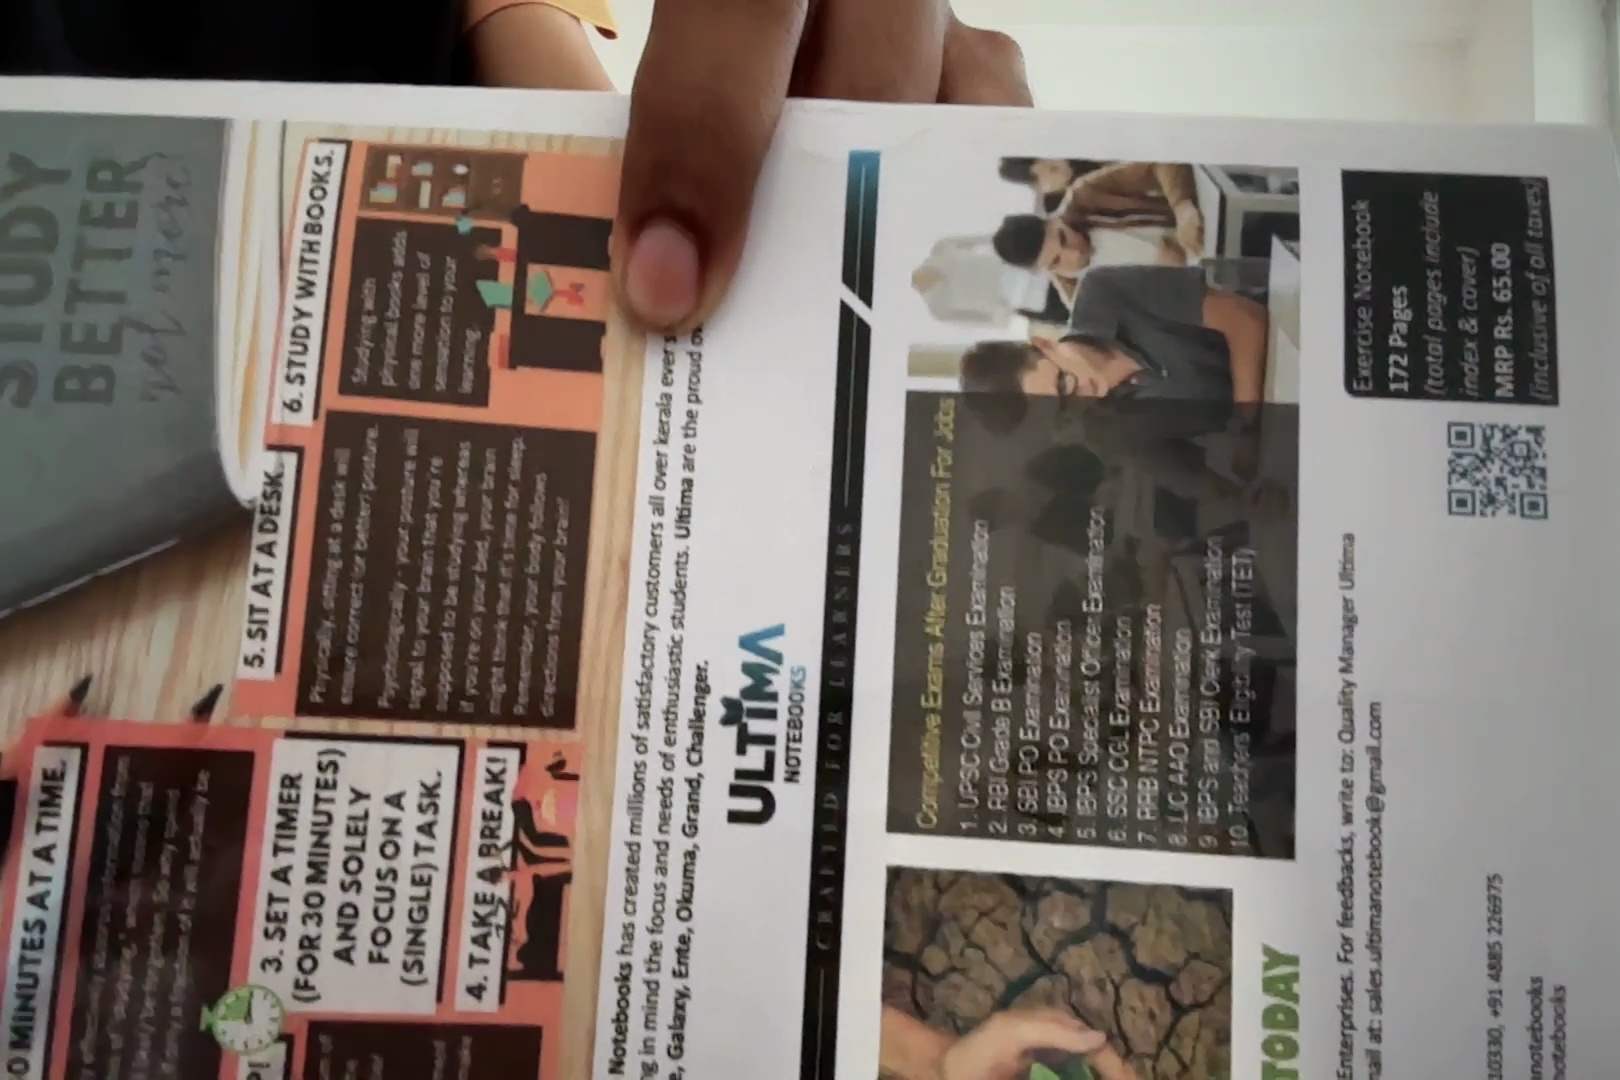 STUDY
BETTER
not more
0 MINUTES AT A TIME.
3. SET A TIMER
(FOR 30 MINUTES)
AND SOLELY
FOCUS ON A
(SINGLE) TASK.
4. TAKE A BREAK!
5. SIT AT A DESK.
Physically, sitting at a desk will
ensure correct (or better) posture.
Psychologically - your posture will
signal to your brain that you're
supposed to be studying whereas
if you're on your bed, your brain
might think that it's time for sleep.
Remember, your body follows
directions from your brain!
6. STUDY WITH BOOKS.
Studying with
physical books adds
one more level of
sensation to your
learning.
Notebooks has created millions of satisfactory customers all over kerala
ng in mind the focus and needs of enthusiastic students. Ultima are the proud
e, Galaxy, Ente, Okuma, Grand, Challenger.
ULTIMA
NOTEBOOKS
CRAFTED FOR LEARNERS
Competitive Exams After Graduation For Jobs
1. UPSC Civil Services Examination
2. RBI Grade B Examination
3. SBI PO Examination
4. IBPS PO Examination
5. IBPS Specialist Officer Examination
6. SSC CGL Examination
7. RRB NTPC Examination
8. LIC AAO Examination
9. IBPS and SBI Clerk Examination
10. Teachers Eligibility Test (TET)
TODAY
Enterprises. For feedbacks, write to: Quality Manager Ultima
mail at: sales.ultimanotebook@gmail.com
10330, +91 4885 226975
notebooks
notebooks
Exercise Notebook
172 Pages
(total pages include
index & cover)
MRP Rs. 65.00
(inclusive of all taxes)